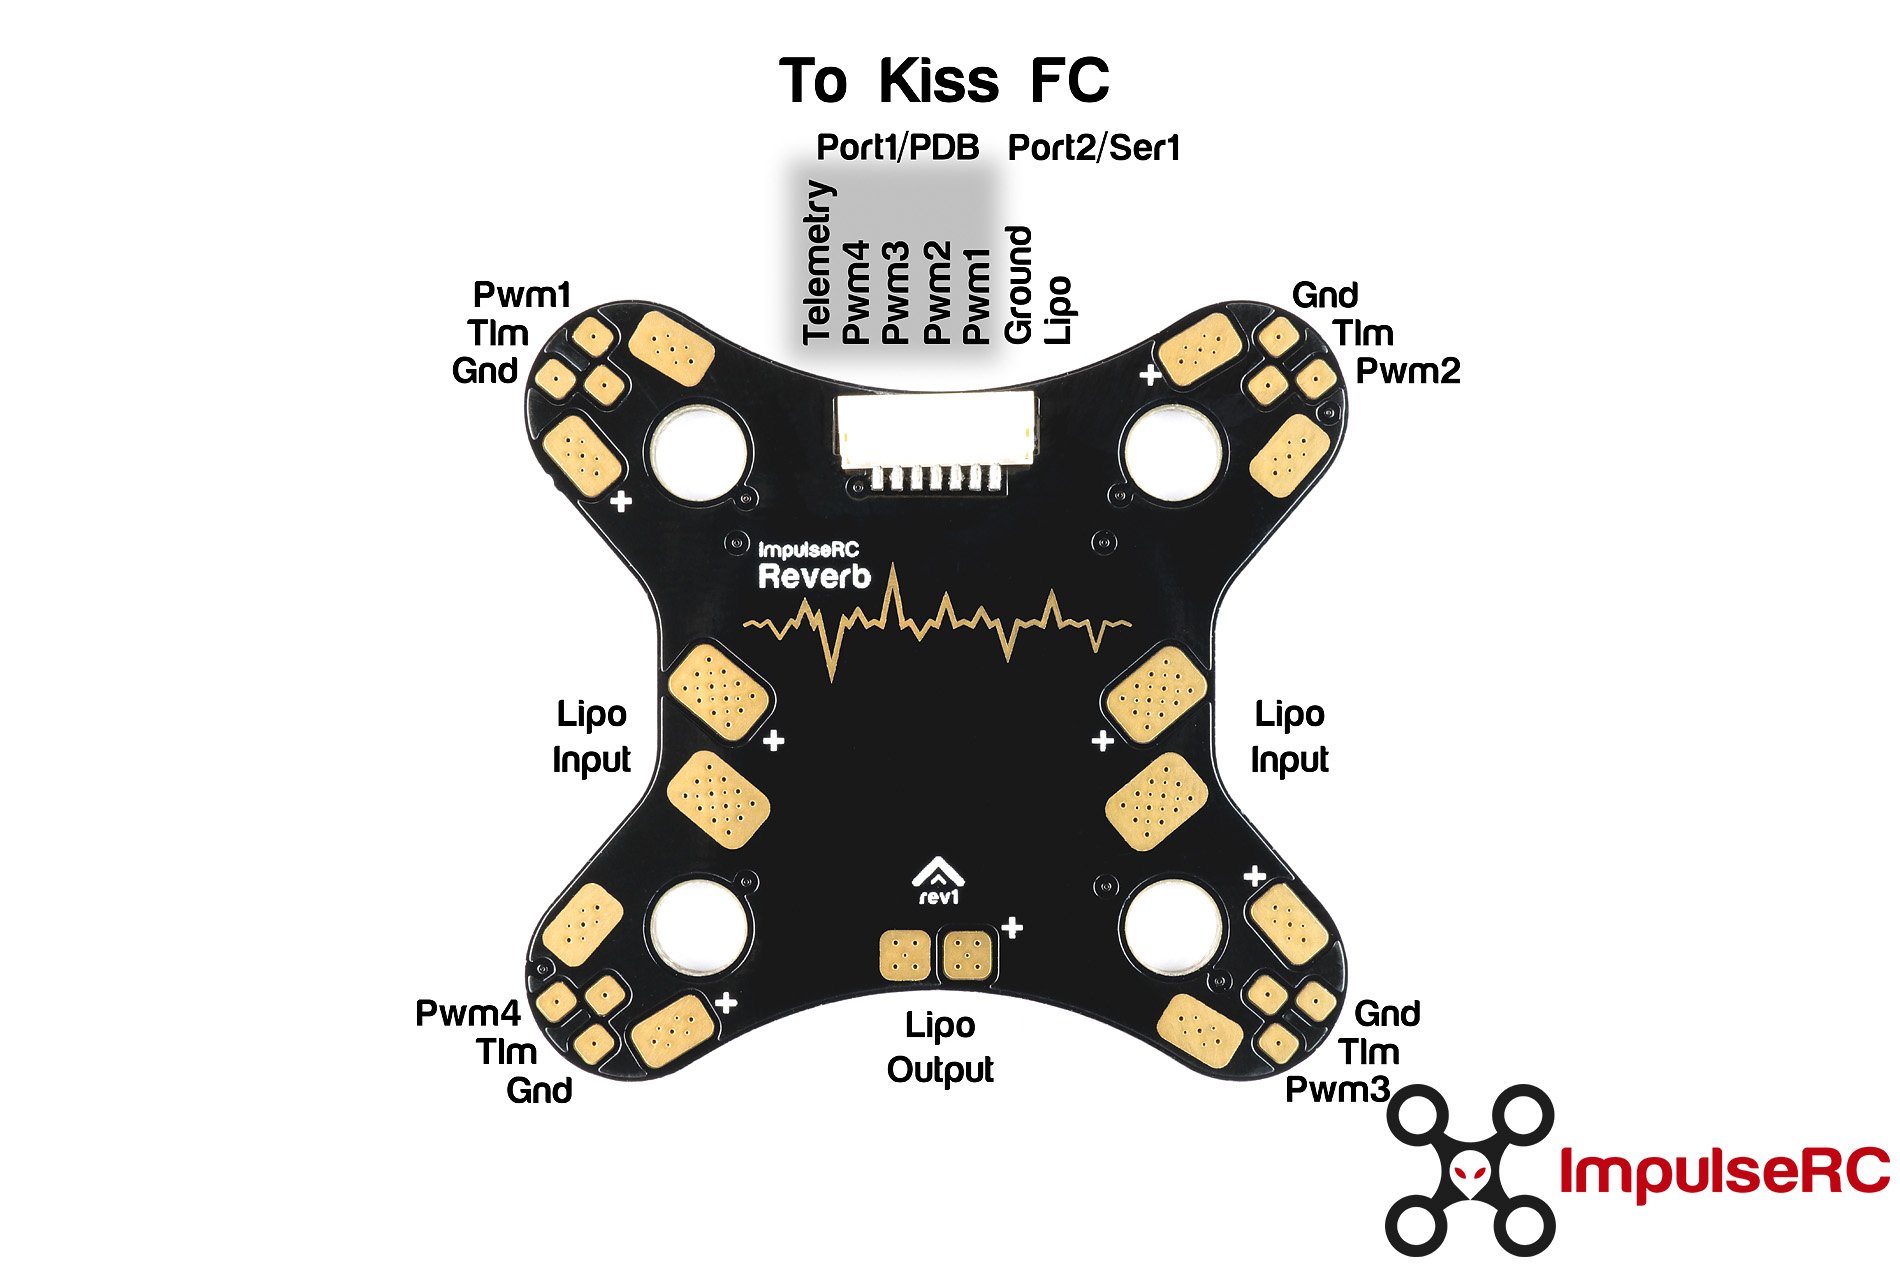 To Kiss FC
Port1/PDB Port2/Ser1
Telemetry
Pwm4
Pwm3
Pwm2
Pwm1
Ground
Lipo
Pwm1
Tlm
Gnd
Gnd
Tlm
Pwm2
+
+
ImpulseRC
Reverb
Lipo
Input
+
+
Lipo
Input
rev1
+
+
+
+
Pwm4
Tlm
Gnd
Lipo
Output
Gnd
Tlm
Pwm3
ImpulseRC